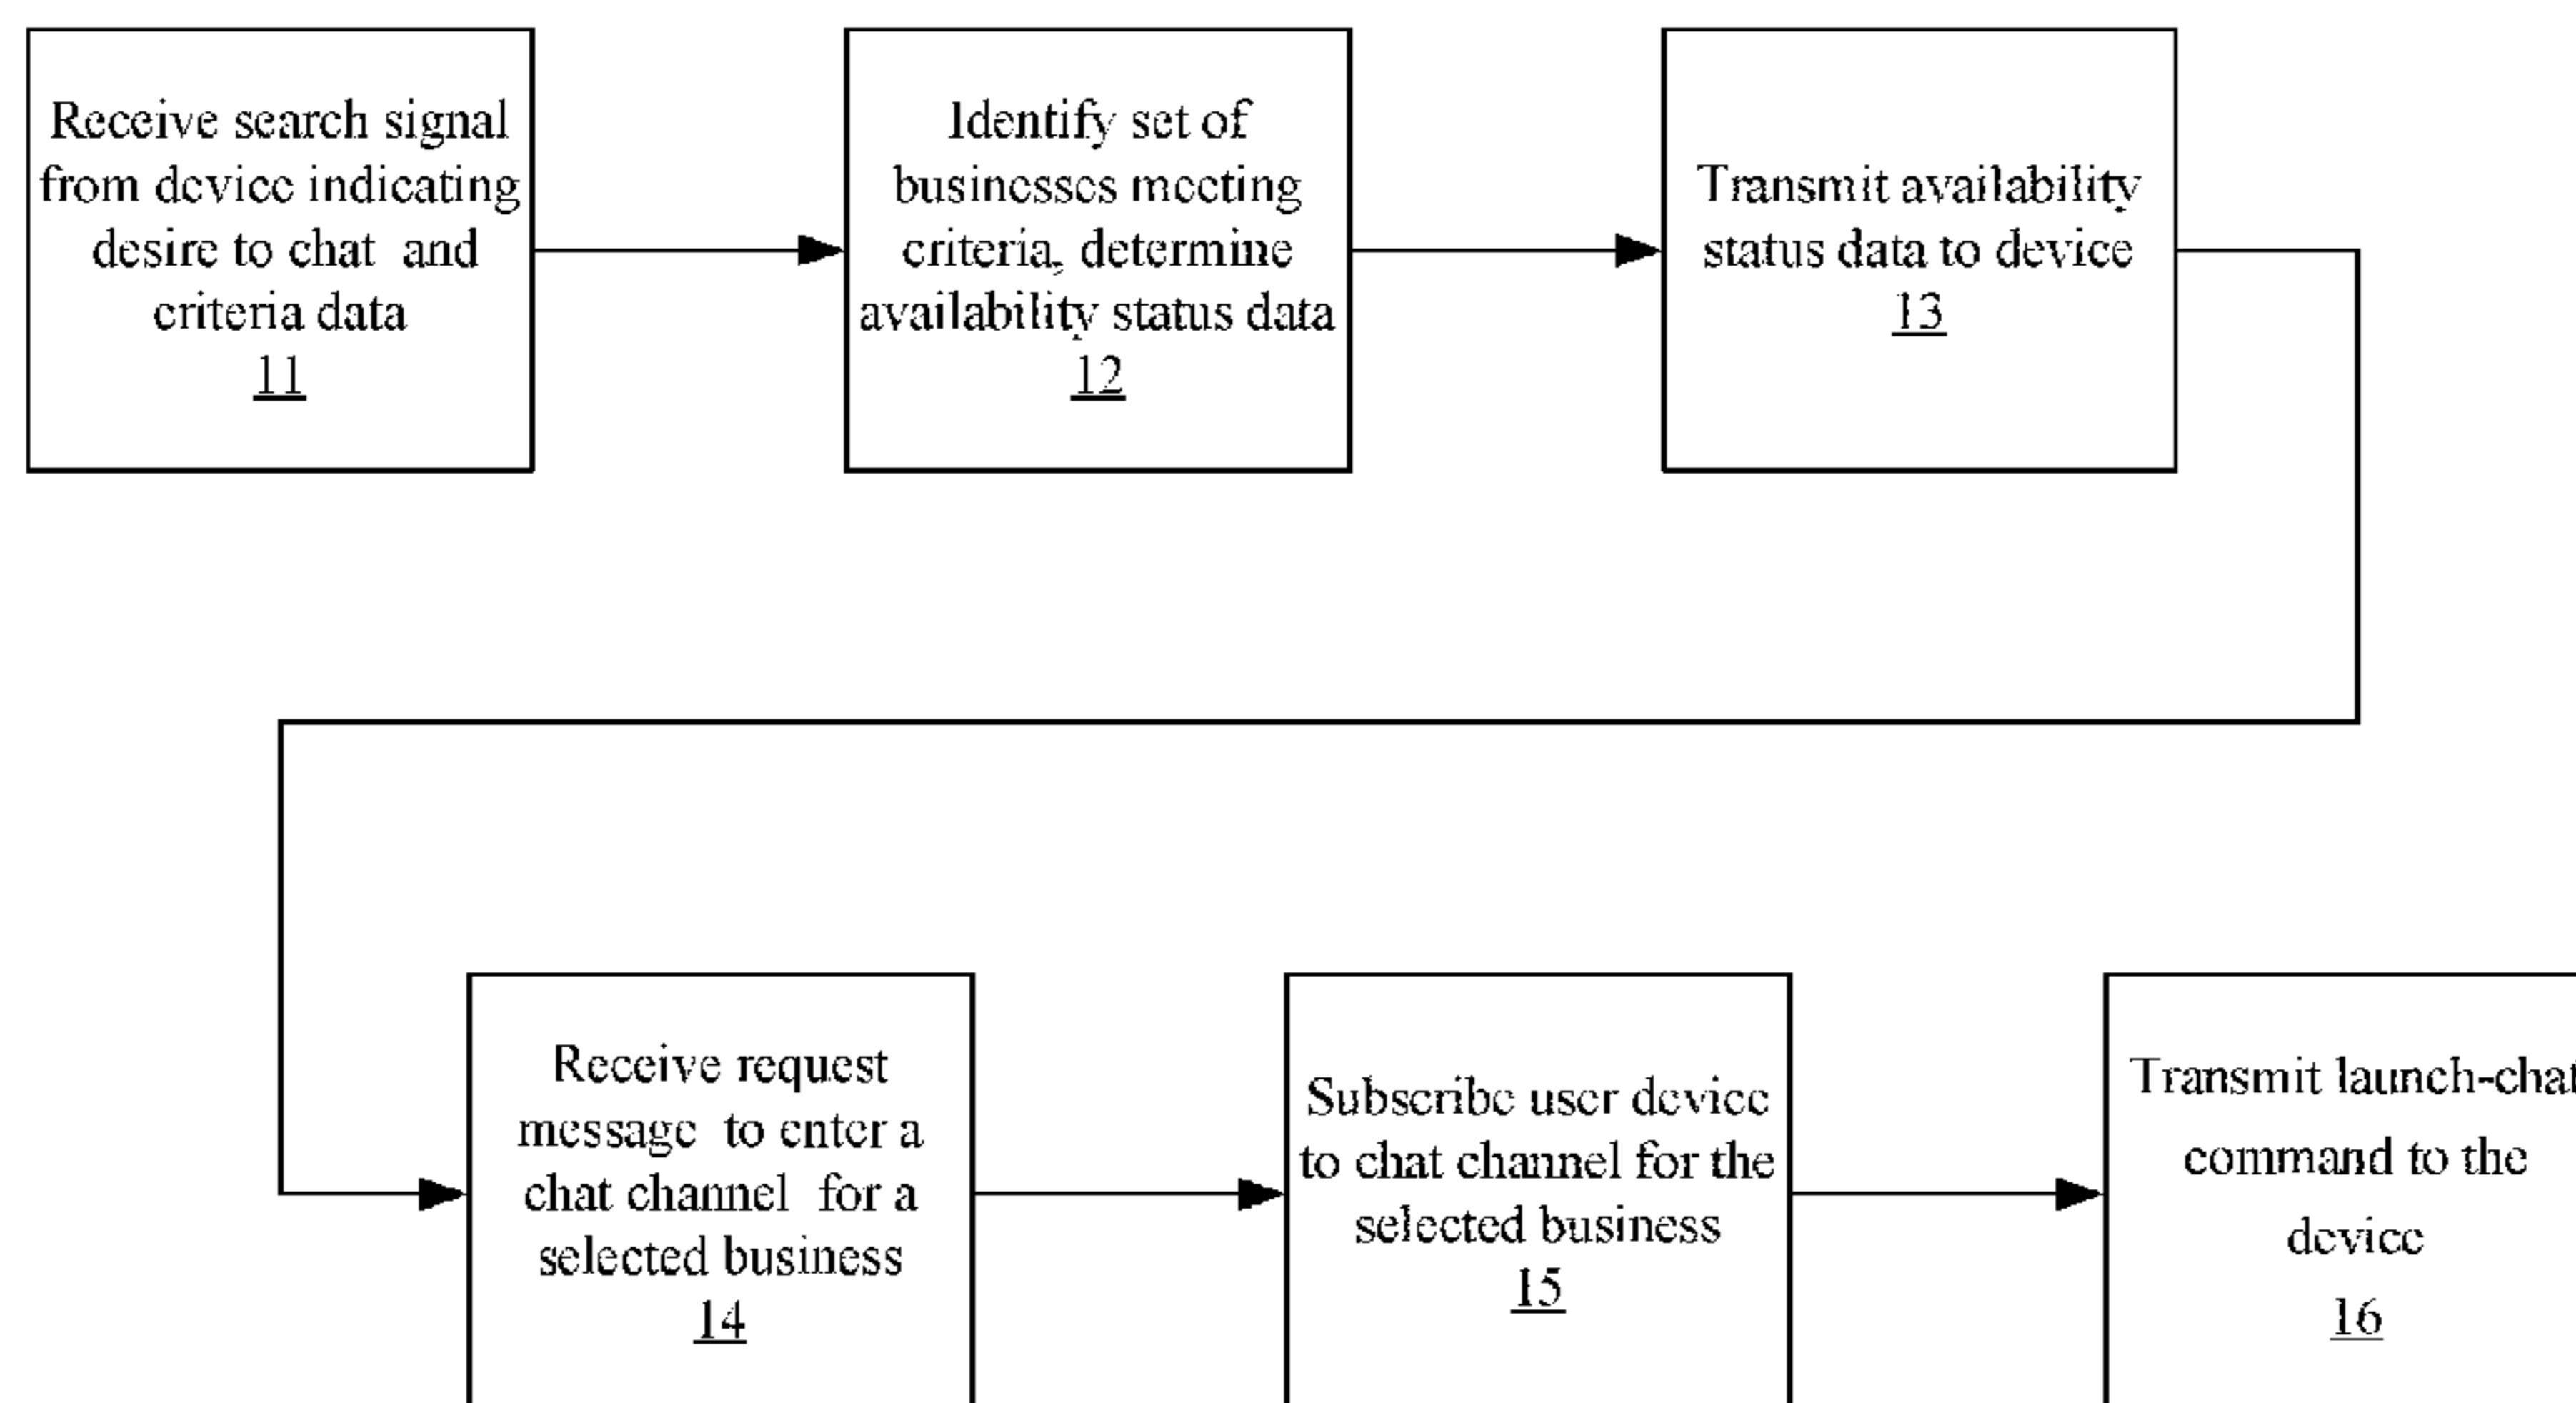 Receive search signal
from device indicating
desire to chat and
criteria data
11
Identify set of
businesses meeting
criteria, determine
availability status data
12
Transmit availability
status data to device
13
Receive request
message to enter a
chat channel for a
selected business
14
Subscribe user device
to chat channel for the
selected business
15
Transmit launch-chat
command to the
device
16